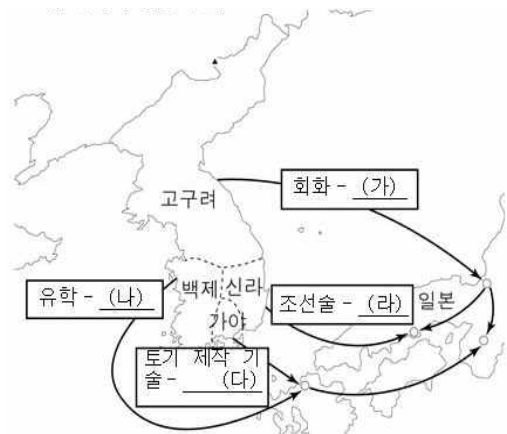 고구려
회화 - (가)
백제
신라
가야
유학 - (나)
조선술 - (라)
일본
토기 제작 기
술- (다)